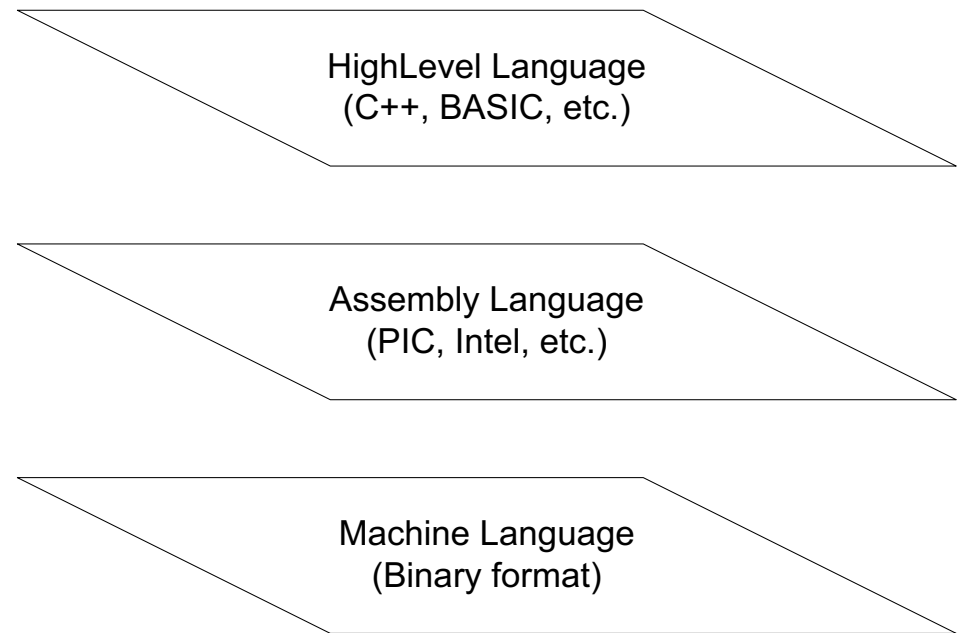 HighLevel Language
(C++, BASIC, etc.)
Assembly Language
(PIC, Intel, etc.)
Machine Language
(Binary format)